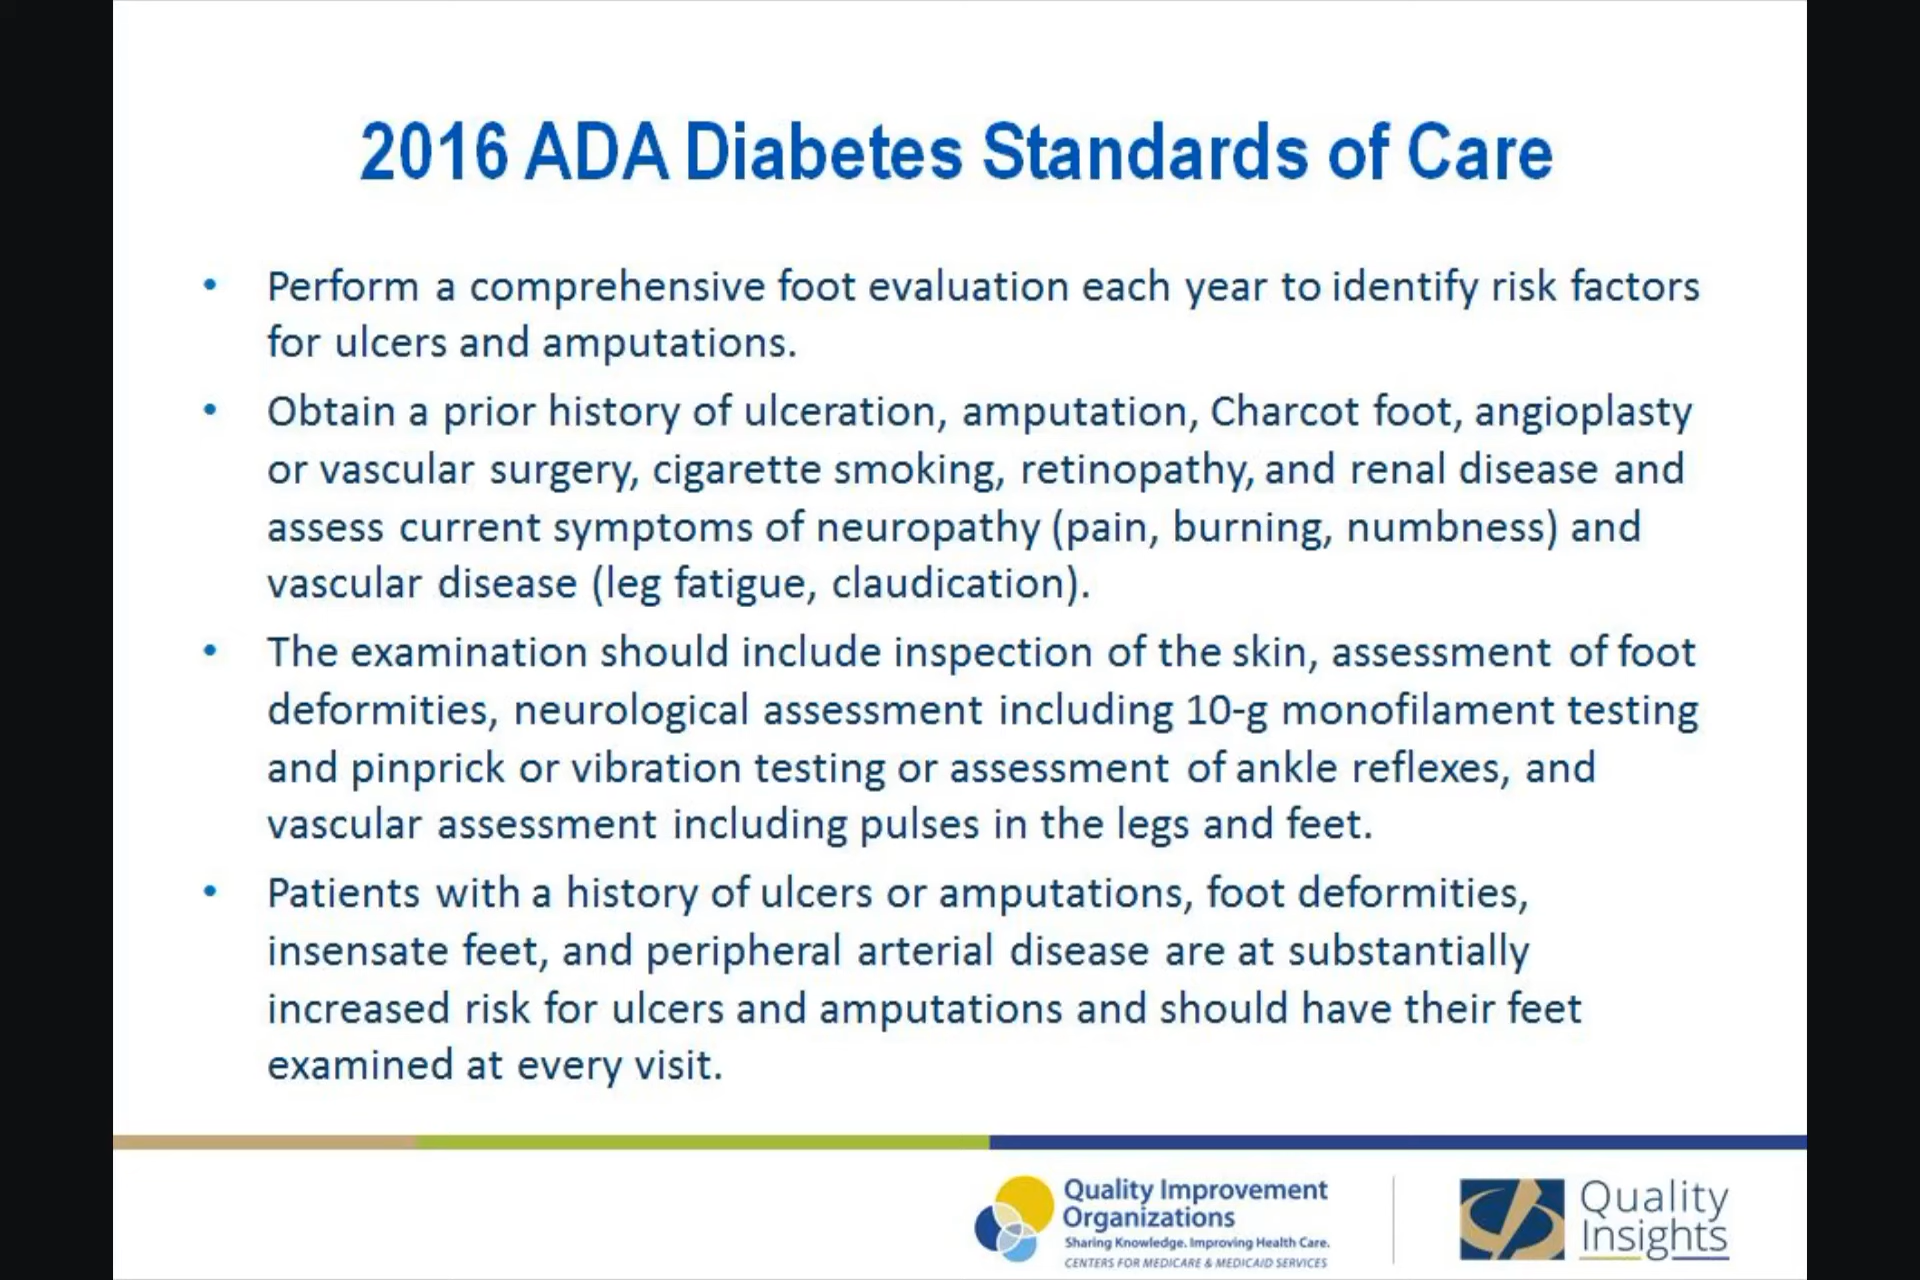 2016 ADA Diabetes Standards of Care
• Perform a comprehensive foot evaluation each year to identify risk factors
for ulcers and amputations.
• Obtain a prior history of ulceration, amputation, Charcot foot, angioplasty
or vascular surgery, cigarette smoking, retinopathy, and renal disease and
assess current symptoms of neuropathy (pain, burning, numbness) and
vascular disease (leg fatigue, claudication).
• The examination should include inspection of the skin, assessment of foot
deformities, neurological assessment including 10-g monofilament testing
and pinprick or vibration testing or assessment of ankle reflexes, and
vascular assessment including pulses in the legs and feet.
• Patients with a history of ulcers or amputations, foot deformities,
insensate feet, and peripheral arterial disease are at substantially
increased risk for ulcers and amputations and should have their feet
examined at every visit.
Quality Improvement
Organizations
Sharing Knowledge. Improving Health Care.
CENTERS FOR MEDICARE & MEDICAID SERVICES
Quality
Insights